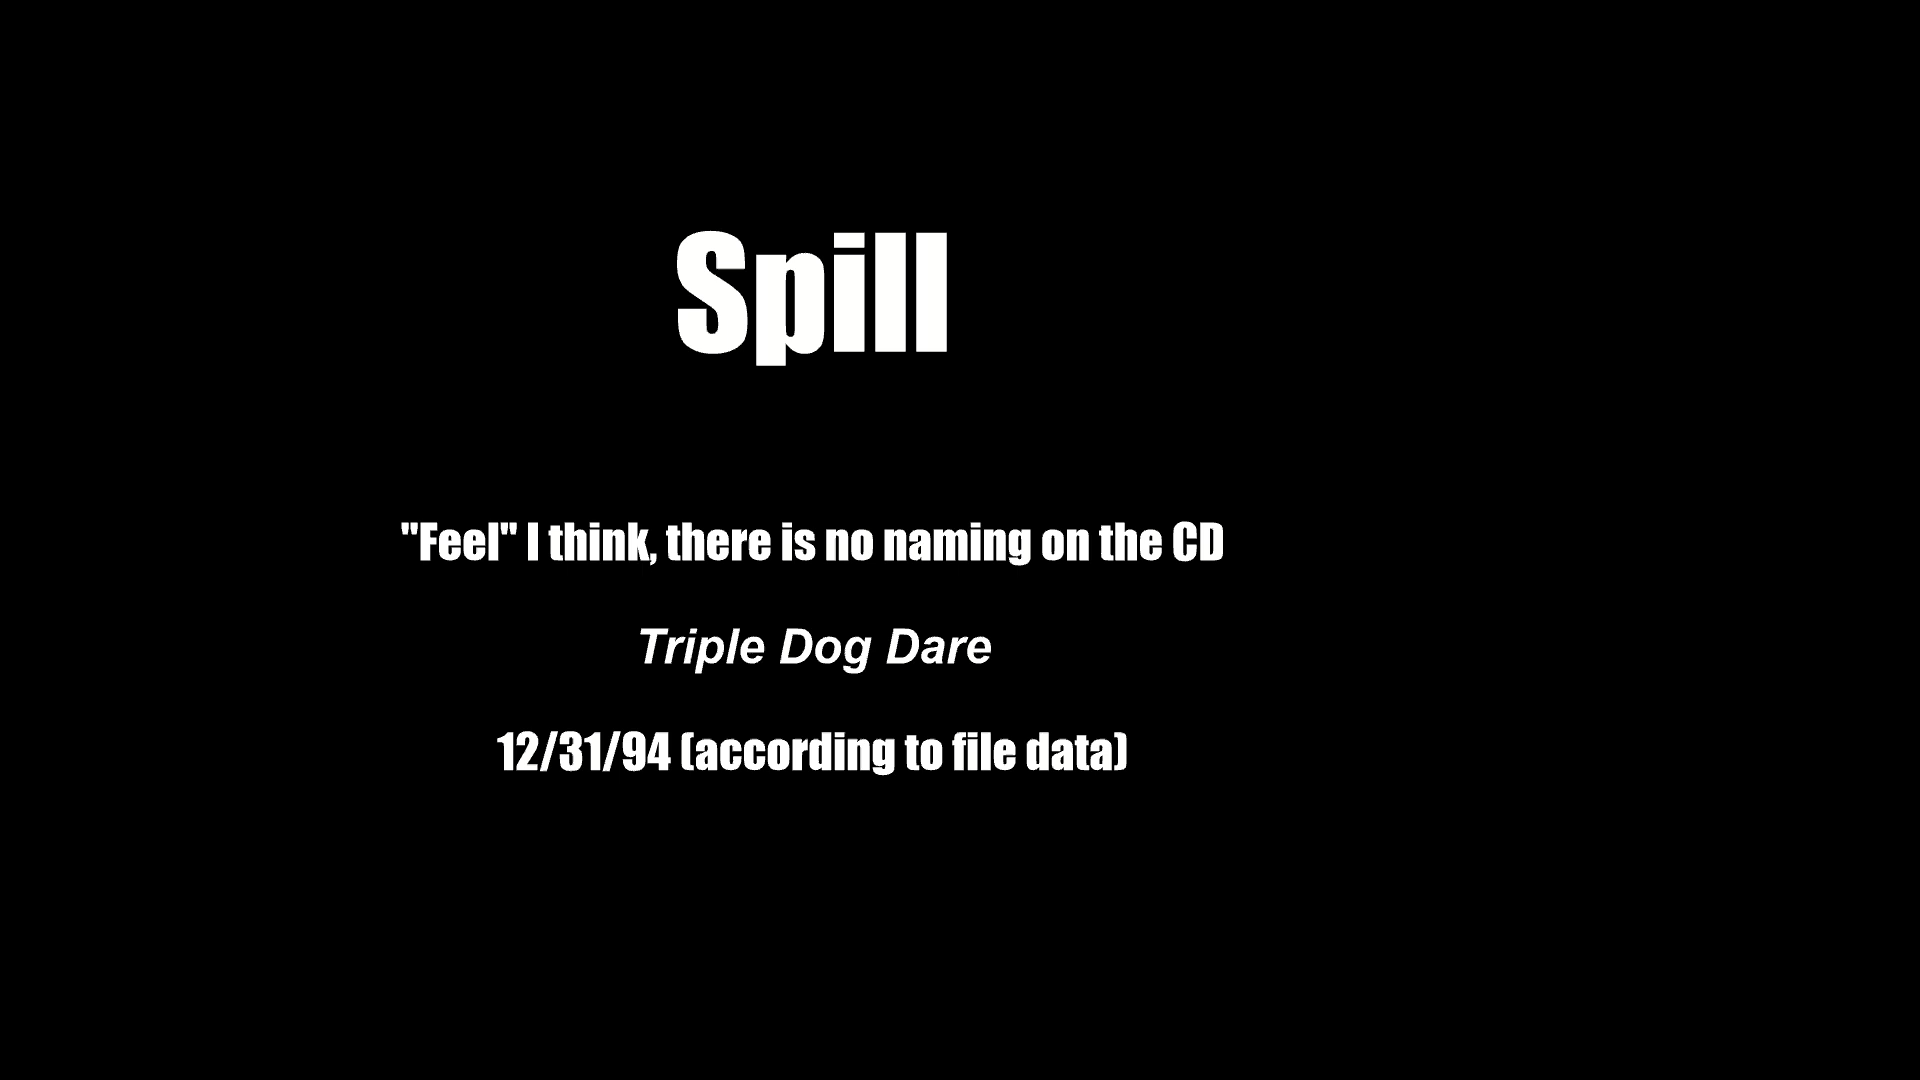 Spill
"Feel" I think, there is no naming on the CD
Triple Dog Dare
12/31/94 (according to file data)